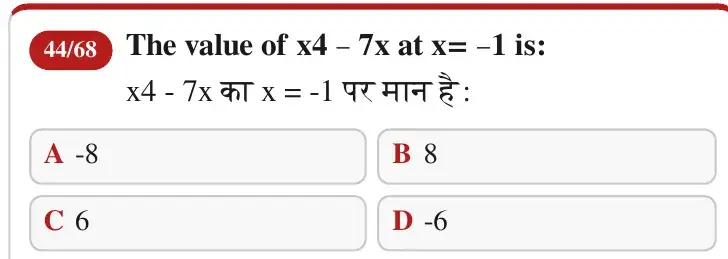 44/68 The value of x4 – 7x at x= –1 is:
x4 - 7x का x = -1 पर मान है :
A -8
B 8
C 6
D -6